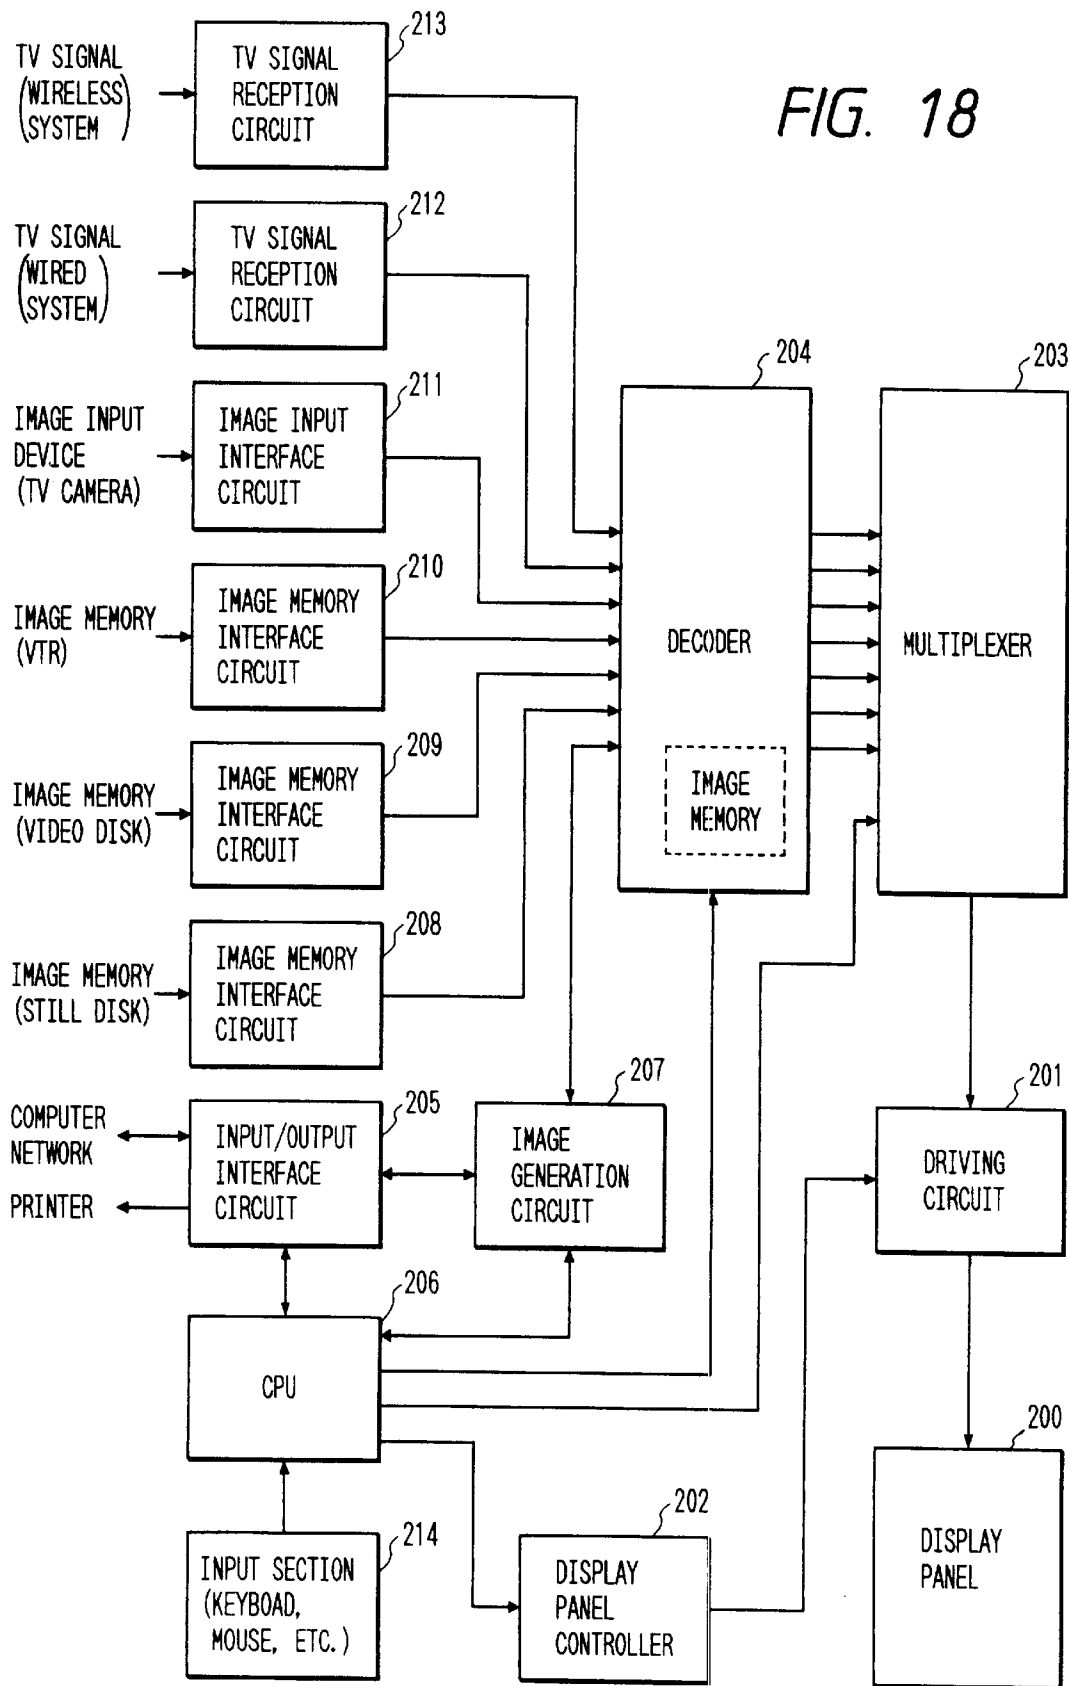 FIG. 18
TV SIGNAL
(WIRELESS)
(SYSTEM)
213
TV SIGNAL
RECEPTION
CIRCUIT
TV SIGNAL
(WIRED)
(SYSTEM)
212
TV SIGNAL
RECEPTION
CIRCUIT
IMAGE INPUT
DEVICE
(TV CAMERA)
211
IMAGE INPUT
INTERFACE
CIRCUIT
IMAGE MEMORY
(VTR)
210
IMAGE MEMORY
INTERFACE
CIRCUIT
IMAGE MEMORY
(VIDEO DISK)
209
IMAGE MEMORY
INTERFACE
CIRCUIT
IMAGE MEMORY
(STILL DISK)
208
IMAGE MEMORY
INTERFACE
CIRCUIT
204
DECODER
IMAGE
MEMORY
203
MULTIPLEXER
COMPUTER
NETWORK
PRINTER
205
INPUT/OUTPUT
INTERFACE
CIRCUIT
207
IMAGE
GENERATION
CIRCUIT
201
DRIVING
CIRCUIT
206
CPU
200
DISPLAY
PANEL
214
INPUT SECTION
(KEYBOAD,
MOUSE, ETC.)
202
DISPLAY
PANEL
CONTROLLER